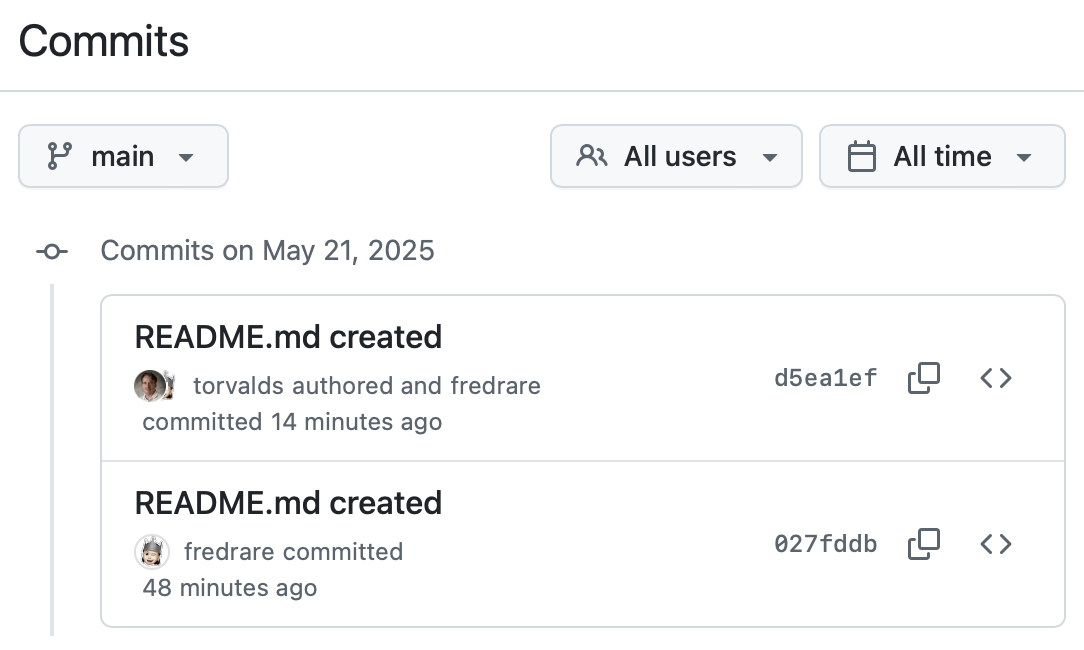 Commits
main
All users
All time
Commits on May 21, 2025
README.md created
torvalds authored and fredrare
committed 14 minutes ago
d5ea1ef
README.md created
fredrare committed
48 minutes ago
027fddb